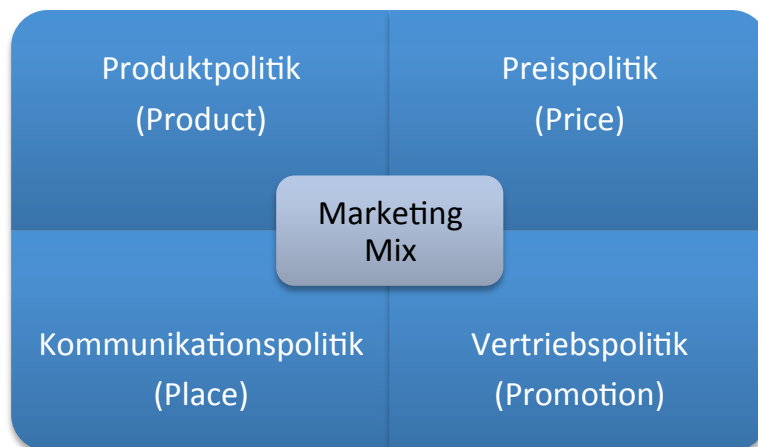 Produktpolitik
(Product)
Preispolitik
(Price)
Marketing
Mix
Kommunikationspolitik
(Place)
Vertriebspolitik
(Promotion)